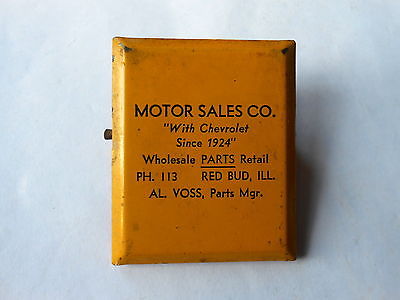 MOTOR SALES CO.
"With Chevrolet
Since 1924"
Wholesale PARTS Retail
PH. 113 RED BUD, ILL.
AL. VOSS, Parts Mgr.